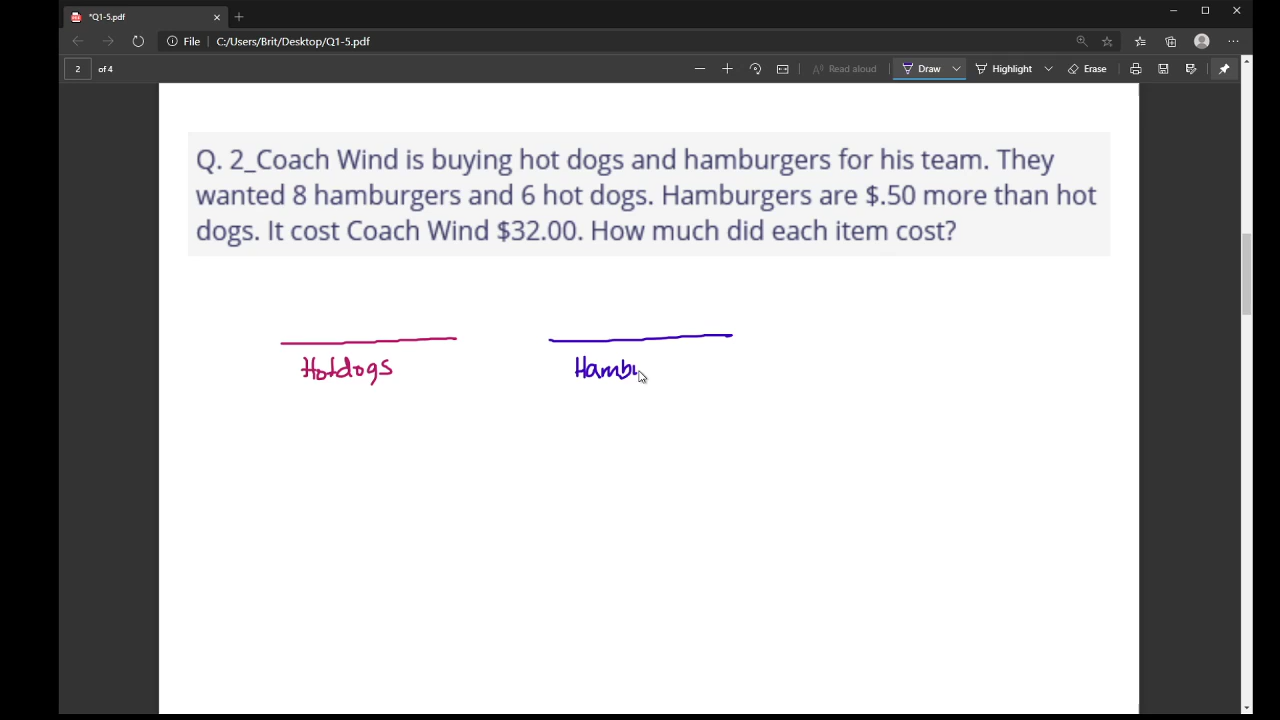 *Q1-5.pdf
File C:/Users/Brit/Desktop/Q1-5.pdf
2 of 4 Read aloud Draw Highlight Erase
Q. 2_Coach Wind is buying hot dogs and hamburgers for his team. They
wanted 8 hamburgers and 6 hot dogs. Hamburgers are $.50 more than hot
dogs. It cost Coach Wind $32.00. How much did each item cost?
Hotdogs Hambu